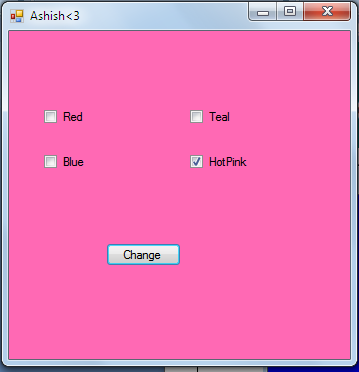 Ashish<3
Red
Teal
Blue
HotPink
Change